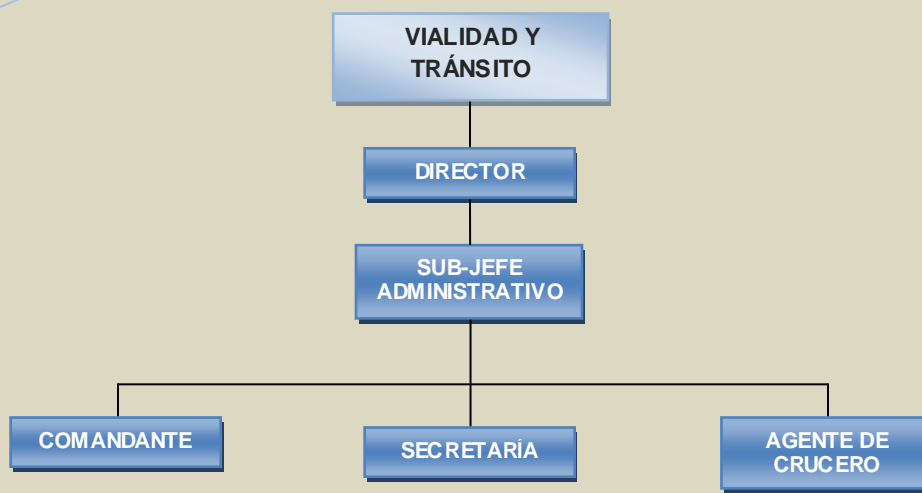 VIALIDAD Y
TRÁNSITO
DIRECTOR
SUB-JEFE
ADMINISTRATIVO
COMANDANTE
SECRETARÍA
AGENTE DE
CRUCERO